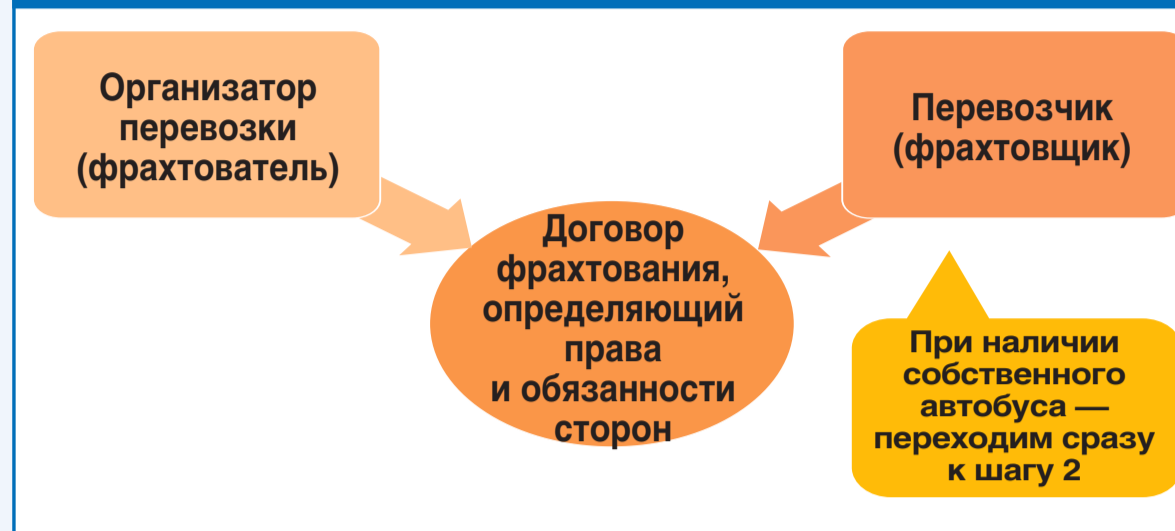 Организатор
перевозки
(фрахтователь)
Перевозчик
(фрахтовщик)
Договор
фрахтования,
определяющий
права
и обязанности
сторон
При наличии
собственного
автобуса —
переходим сразу
к шагу 2